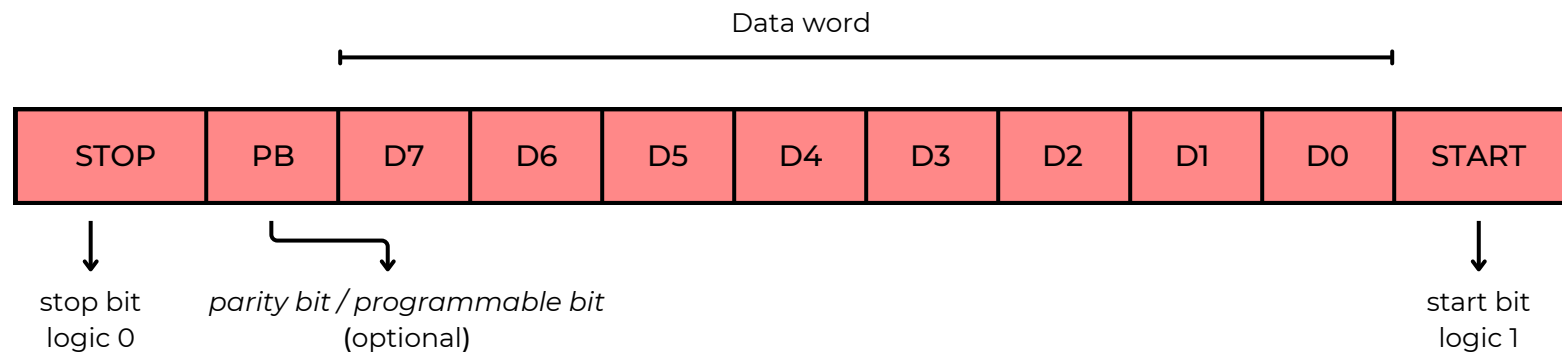 Data word
STOP PB D7 D6 D5 D4 D3 D2 D1 D0 START
stop bit
logic 0
parity bit / programmable bit
(optional)
start bit
logic 1